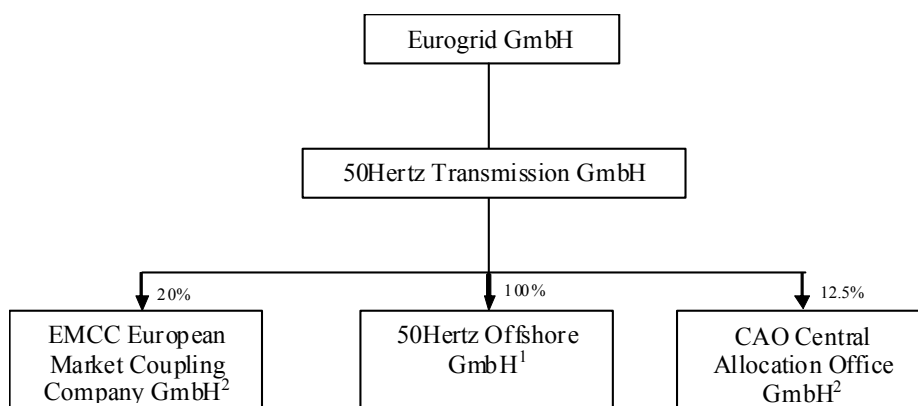 Eurogrid GmbH
50Hertz Transmission GmbH
20%
100%
12.5%
EMCC European
Market Coupling
Company GmbH²
50Hertz Offshore
GmbH¹
CAO Central
Allocation Office
GmbH²